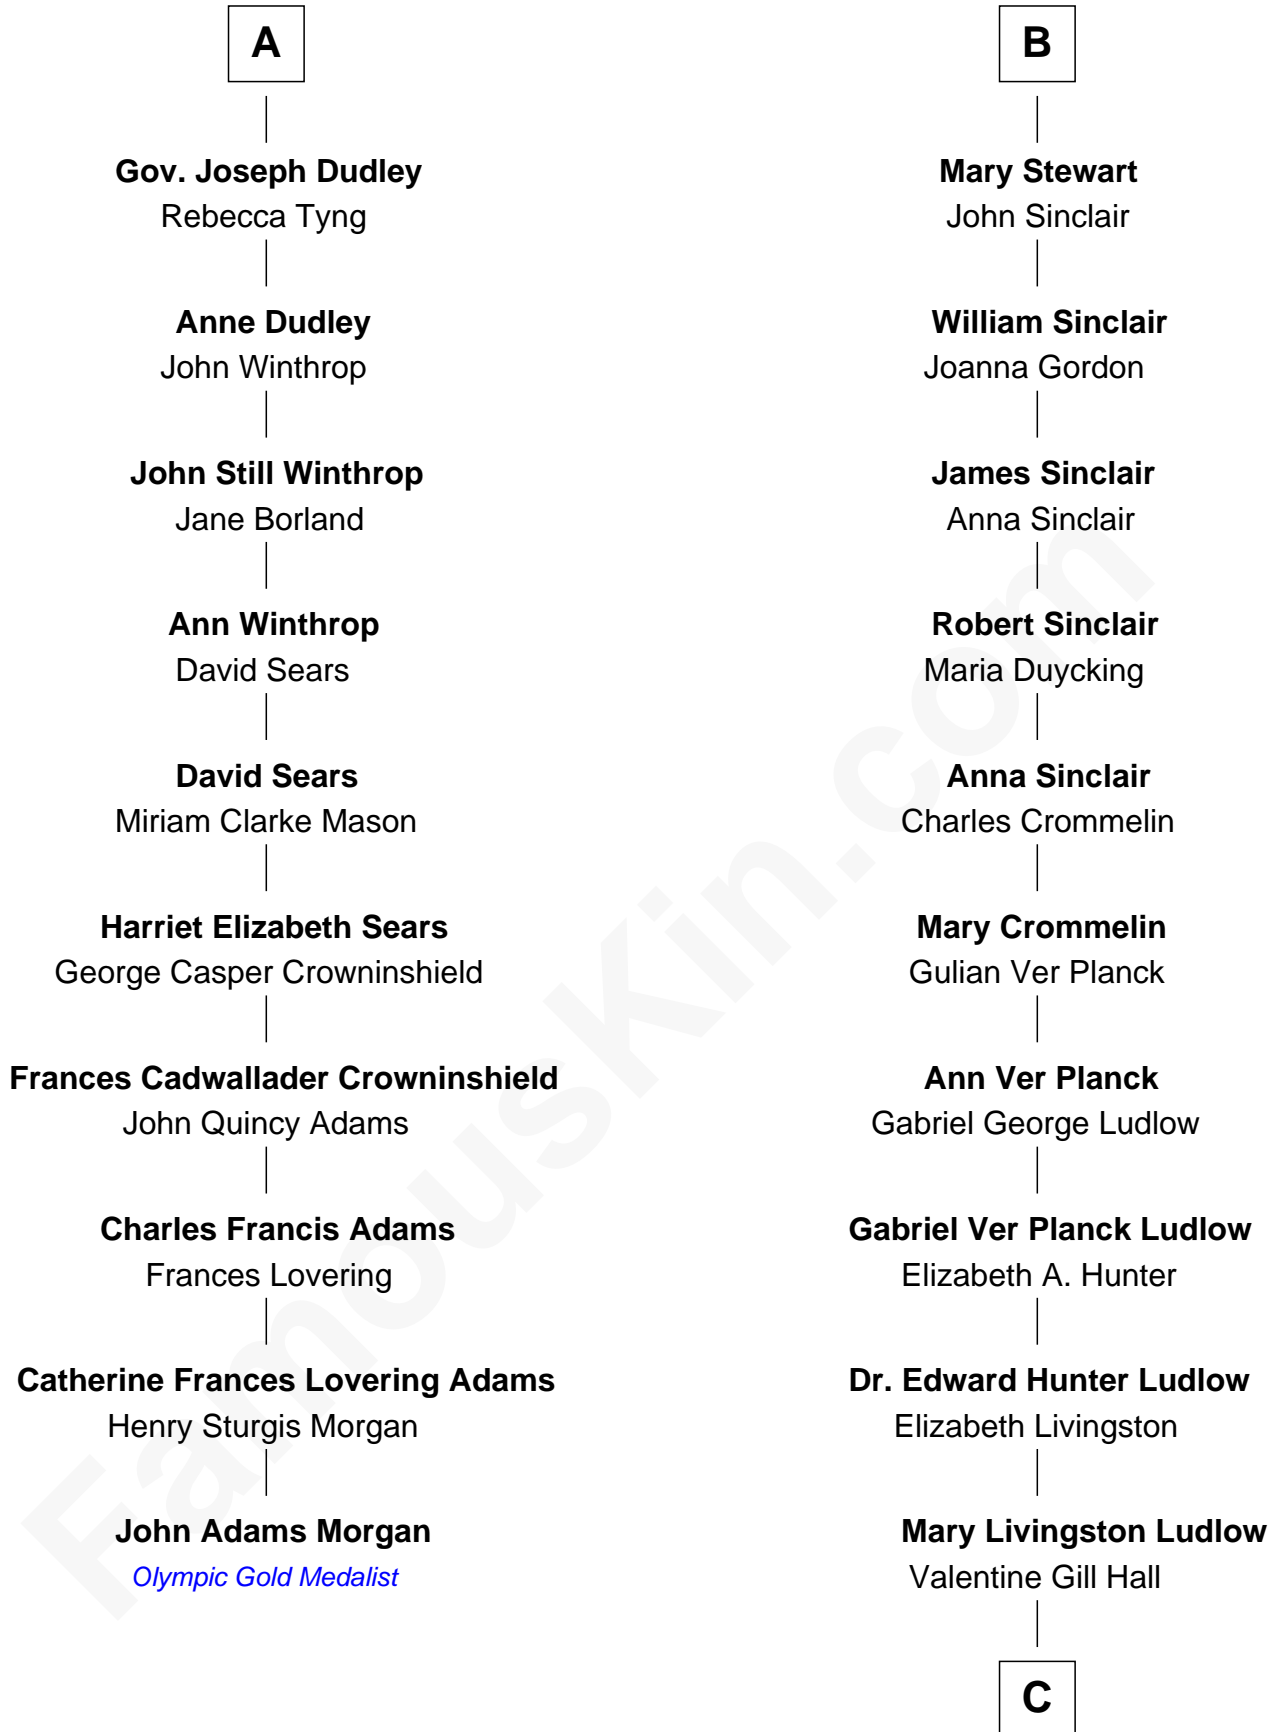 A
Gov. Joseph Dudley
Rebecca Tyng
Anne Dudley
John Winthrop
John Still Winthrop
Jane Borland
Ann Winthrop
David Sears
David Sears
Miriam Clarke Mason
Harriet Elizabeth Sears
George Casper Crowninshield
Frances Cadwallader Crowninshield
John Quincy Adams
Charles Francis Adams
Frances Lovering
Catherine Frances Lovering Adams
Henry Sturgis Morgan
John Adams Morgan
Olympic Gold Medalist
B
Mary Stewart
John Sinclair
William Sinclair
Joanna Gordon
James Sinclair
Anna Sinclair
Robert Sinclair
Maria Duycking
Anna Sinclair
Charles Crommelin
Mary Crommelin
Gulian Ver Planck
Ann Ver Planck
Gabriel George Ludlow
Gabriel Ver Planck Ludlow
Elizabeth A. Hunter
Dr. Edward Hunter Ludlow
Elizabeth Livingston
Mary Livingston Ludlow
Valentine Gill Hall
C
FamousKin.com